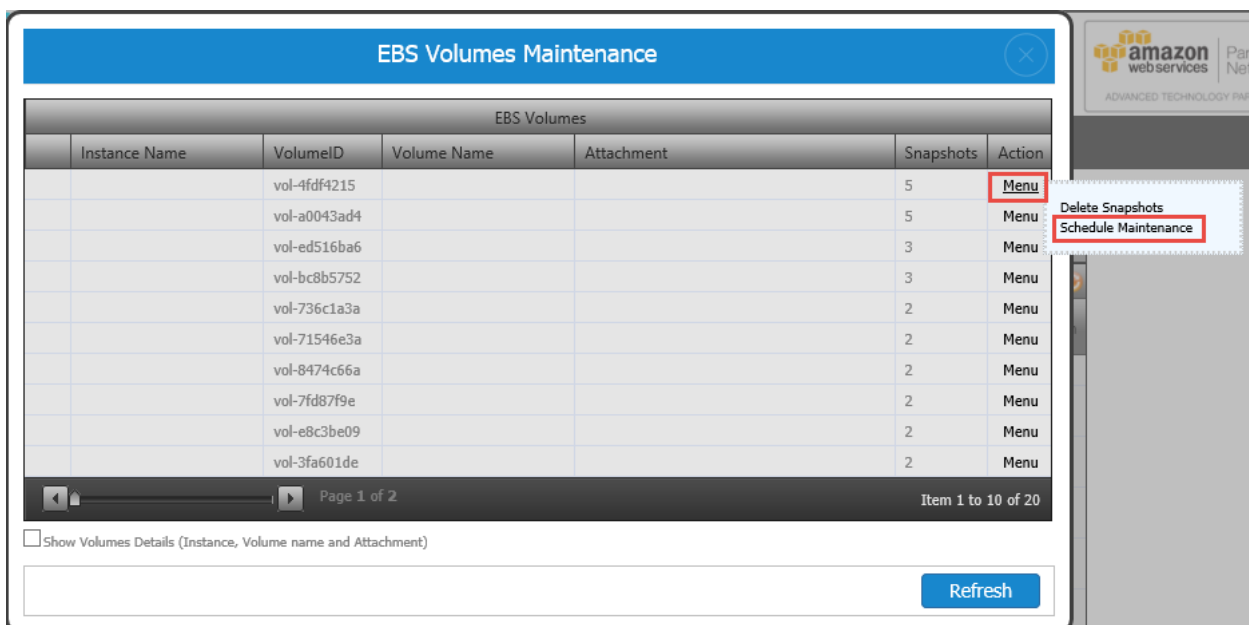 EBS Volumes Maintenance
amazon
webservices
ADVANCED TECHNOLOGY
EBS Volumes
Instance Name VolumeID Volume Name Attachment Snapshots Action
vol-4fdf4215 5 Menu
vol-a0043ad4 5 Menu
vol-ed516ba6 3 Menu
vol-bc8b5752 3 Menu
vol-736c1a3a 2 Menu
vol-71546e3a 2 Menu
vol-8474c66a 2 Menu
vol-7fd87f9e 2 Menu
vol-e8c3be09 2 Menu
vol-3fa601de 2 Menu
Delete Snapshots
Schedule Maintenance
Page 1 of 2 Item 1 to 10 of 20
Show Volumes Details (Instance, Volume name and Attachment)
Refresh